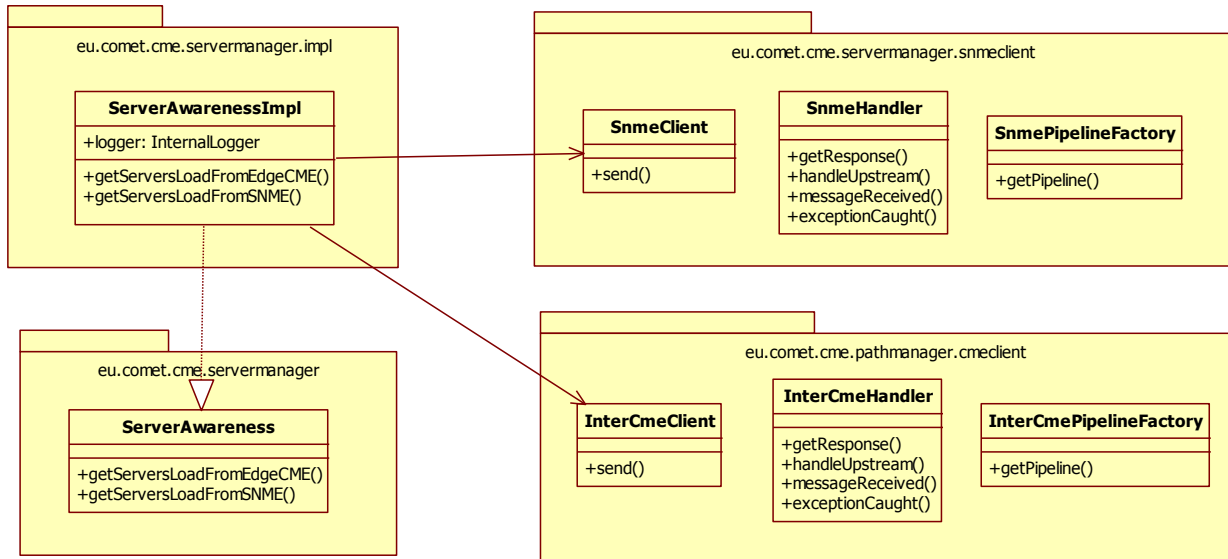 eu.comet.cme.servermanager.impl
ServerAwarenessImpl
+logger: InternalLogger
+getServersLoadFromEdgeCME()
+getServersLoadFromSNME()
eu.comet.cme.servermanager.snmeclient
SnmeClient
+send()
SnmeHandler
+getResponse()
+handleUpstream()
+messageReceived()
+exceptionCaught()
SnmePipelineFactory
+getPipeline()
eu.comet.cme.servermanager
ServerAwareness
+getServersLoadFromEdgeCME()
+getServersLoadFromSNME()
eu.comet.cme.pathmanager.cmeclient
InterCmeClient
+send()
InterCmeHandler
+getResponse()
+handleUpstream()
+messageReceived()
+exceptionCaught()
InterCmePipelineFactory
+getPipeline()